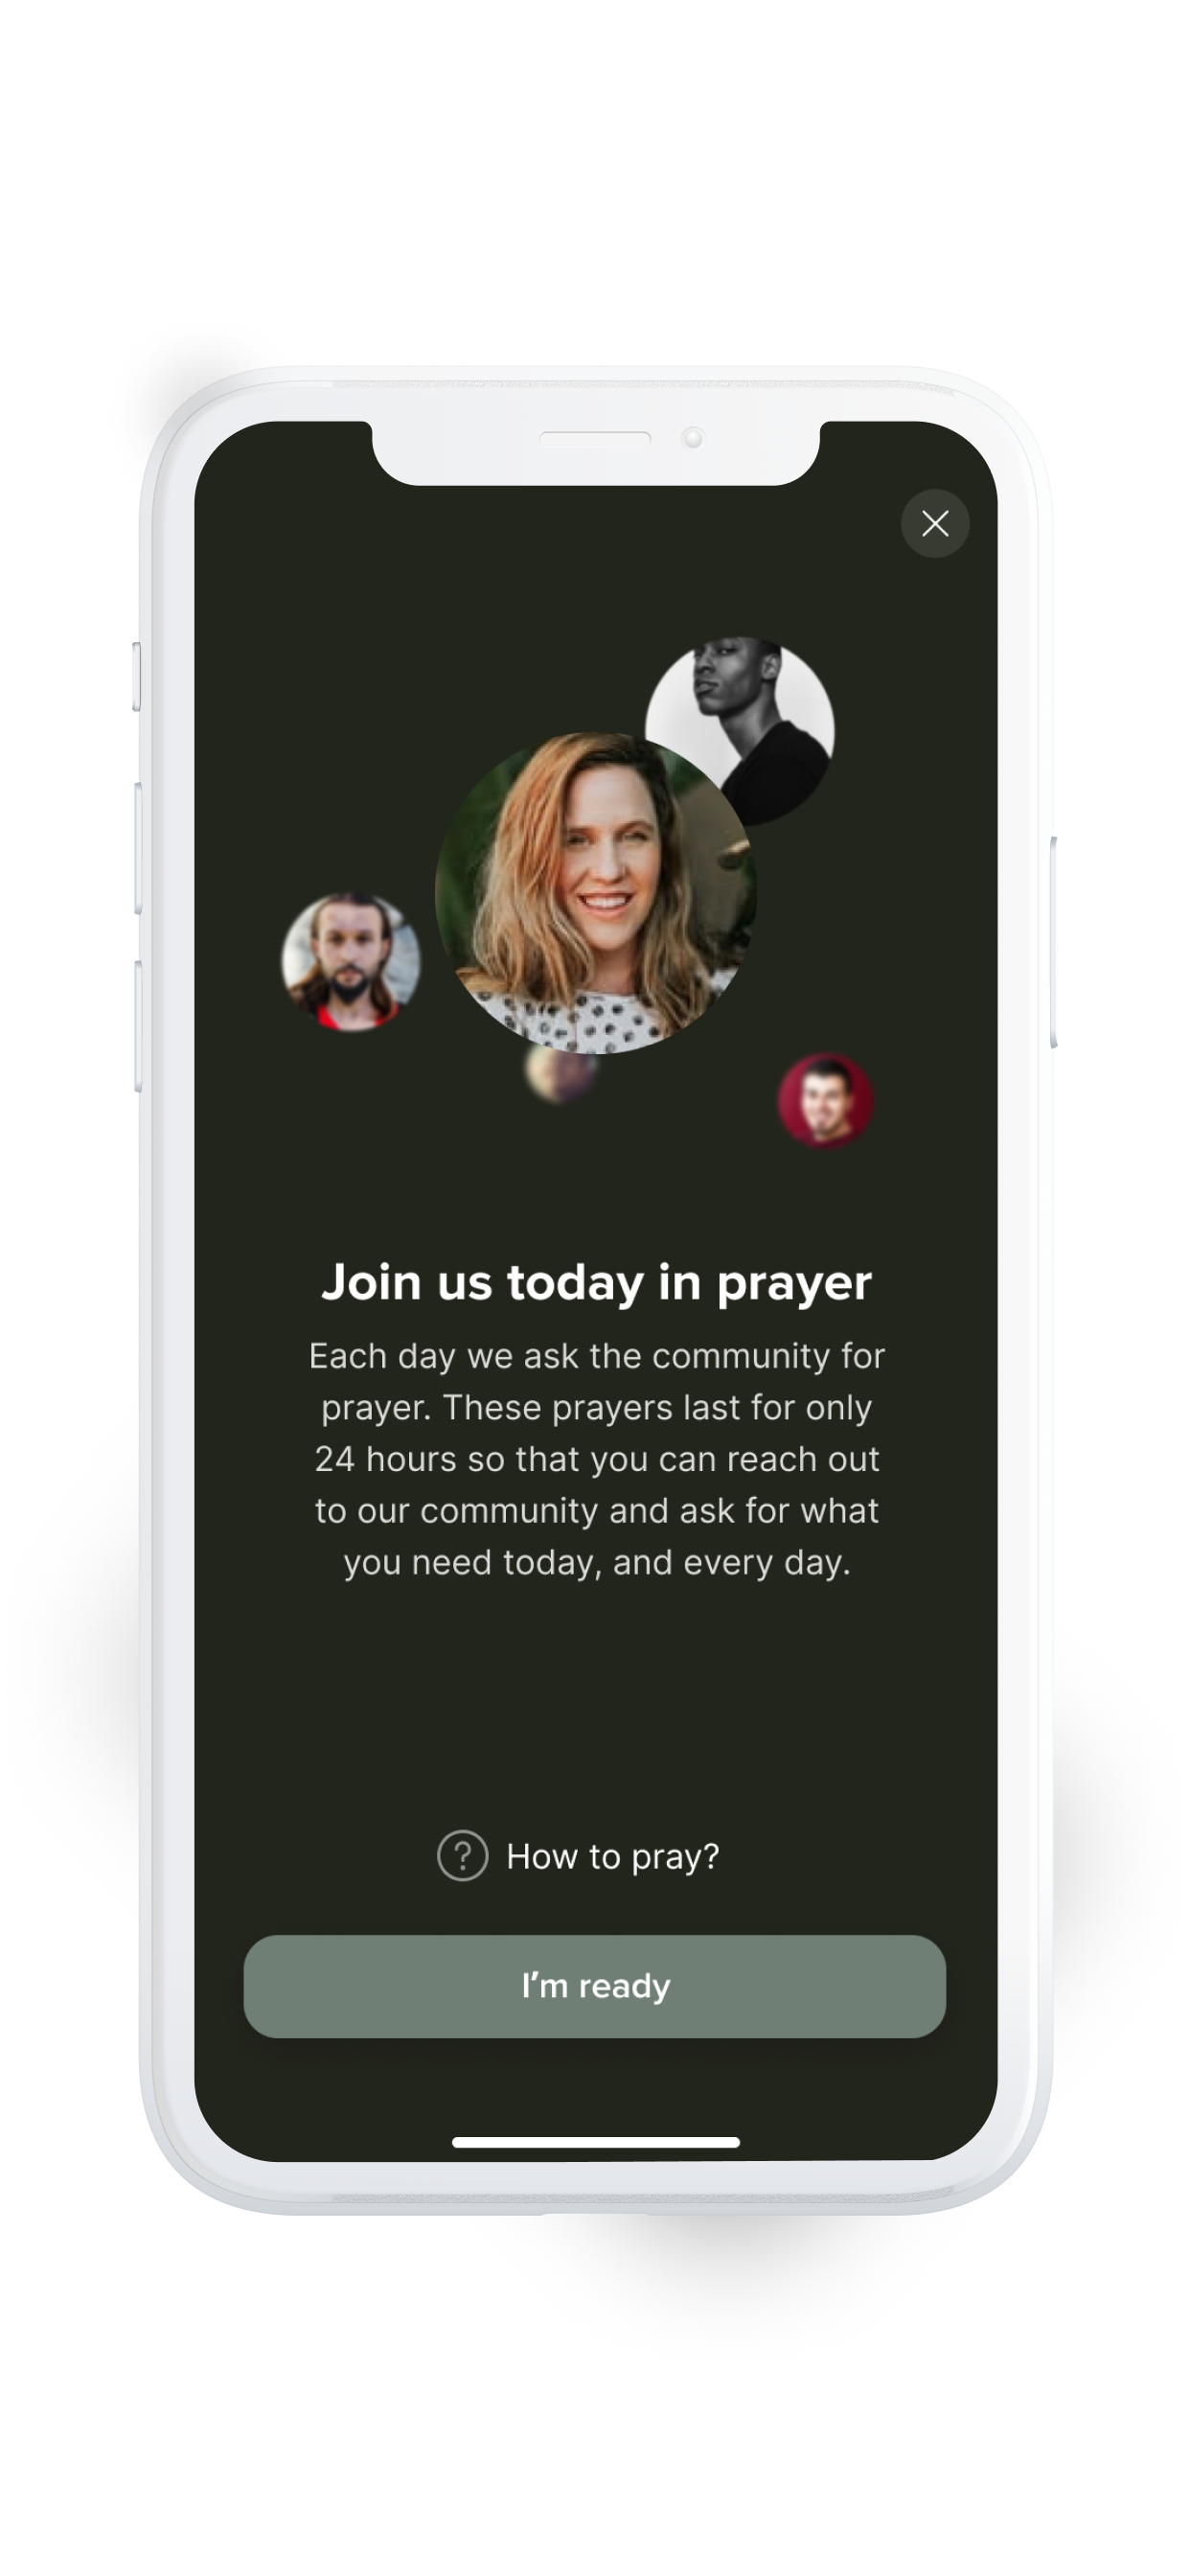 Join us today in prayer
Each day we ask the community for
prayer. These prayers last for only
24 hours so that you can reach out
to our community and ask for what
you need today, and every day.
? How to pray?
I'm ready